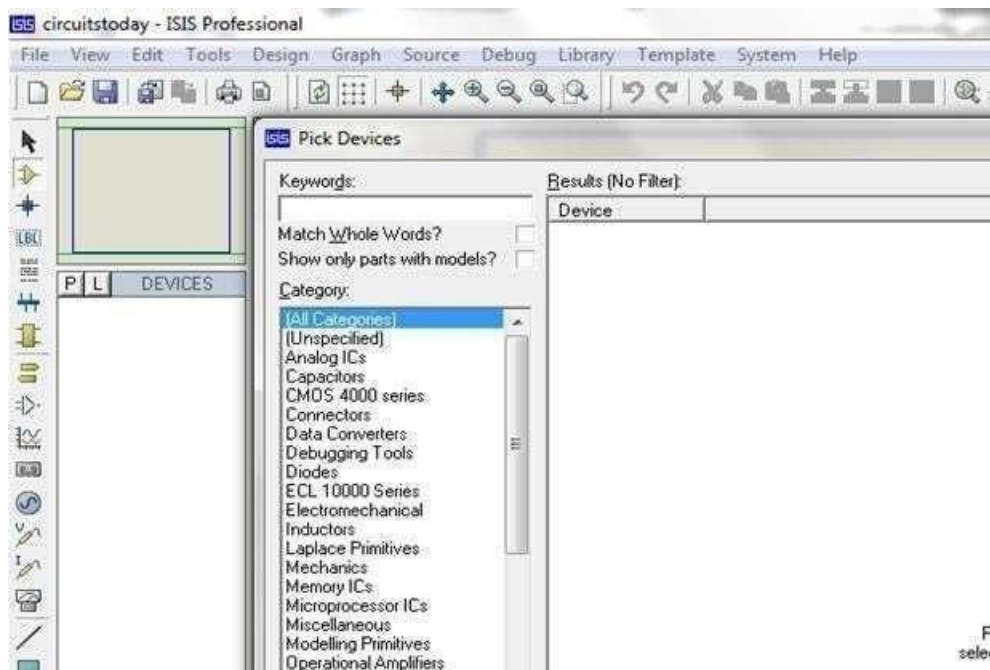 ISIS circuitstoday - ISIS Professional
File View Edit Tools Design Graph Source Debug Library Template System Help
ISIS Pick Devices
Keywords:
Results (No Filter):
Device
Match Whole Words?
Show only parts with models?
LBL
P L DEVICES
Category:
(All Categories)
(Unspecified)
Analog ICs
Capacitors
CMOS 4000 series
Connectors
Data Converters
Debugging Tools
Diodes
ECL 10000 Series
Electromechanical
Inductors
Laplace Primitives
Mechanics
Memory ICs
Microprocessor ICs
Miscellaneous
Modelling Primitives
Operational Amplifiers